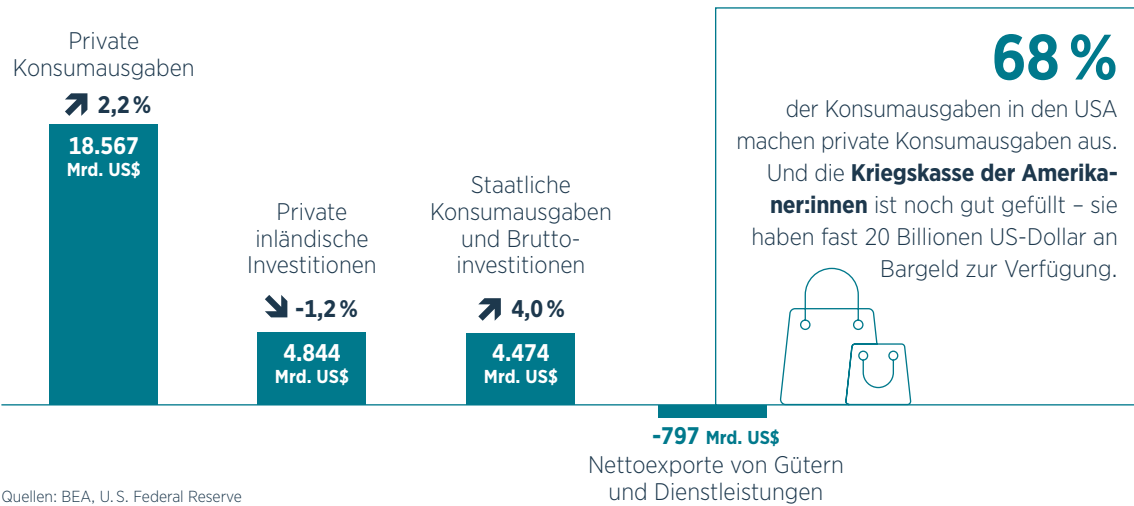 Private
Konsumausgaben
2,2 %
18.567
Mrd. US$
Private
inländische
Investitionen
-1,2 %
4.844
Mrd. US$
Staatliche
Konsumausgaben
und Brutto-
investitionen
4,0 %
4.474
Mrd. US$
-797 Mrd. US$
Nettoexporte von Gütern
und Dienstleistungen
68 %
der Konsumausgaben in den USA
machen private Konsumausgaben aus.
Und die Kriegskasse der Amerika-
ner:innen ist noch gut gefüllt – sie
haben fast 20 Billionen US-Dollar an
Bargeld zur Verfügung.
Quellen: BEA, U. S. Federal Reserve